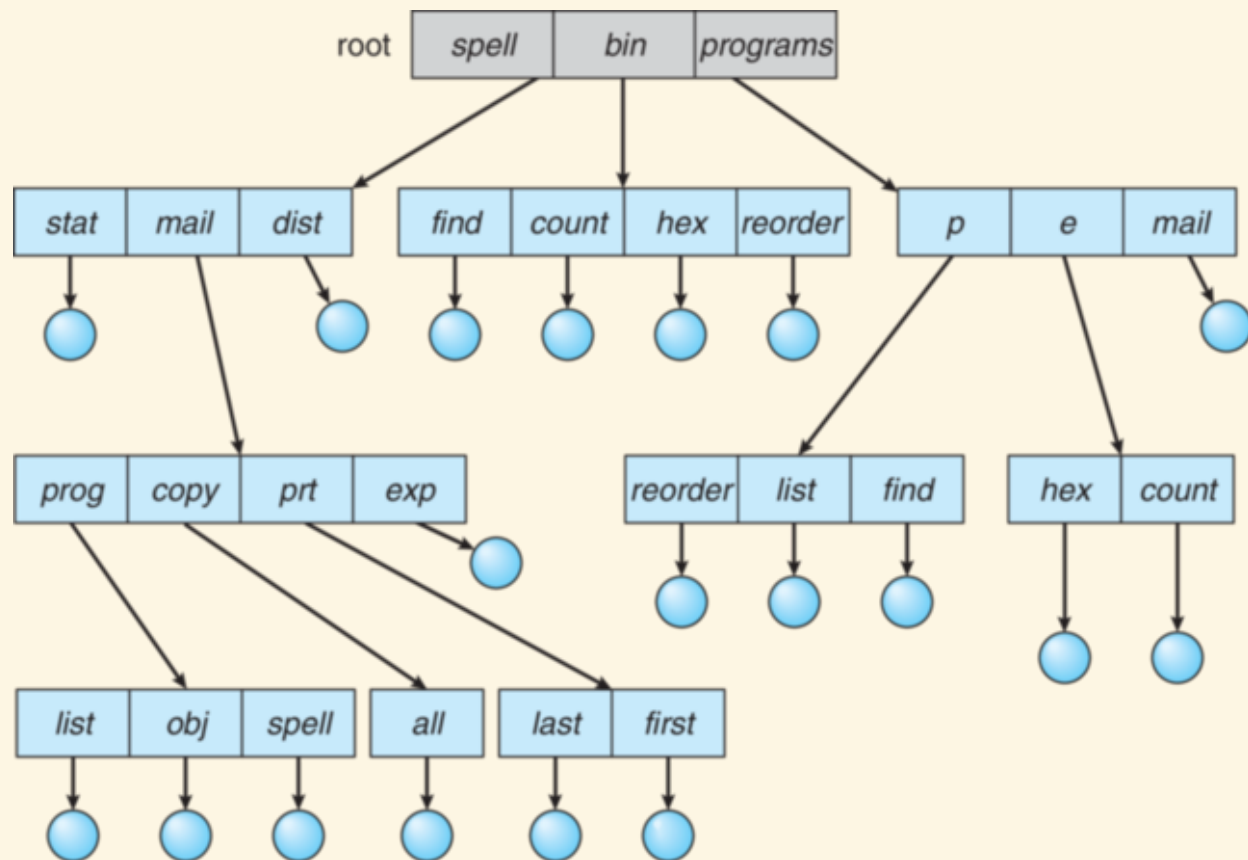 root spell bin programs
stat mail dist find count hex reorder p e mail
prog copy prt exp reorder list find hex count
list obj spell all last first